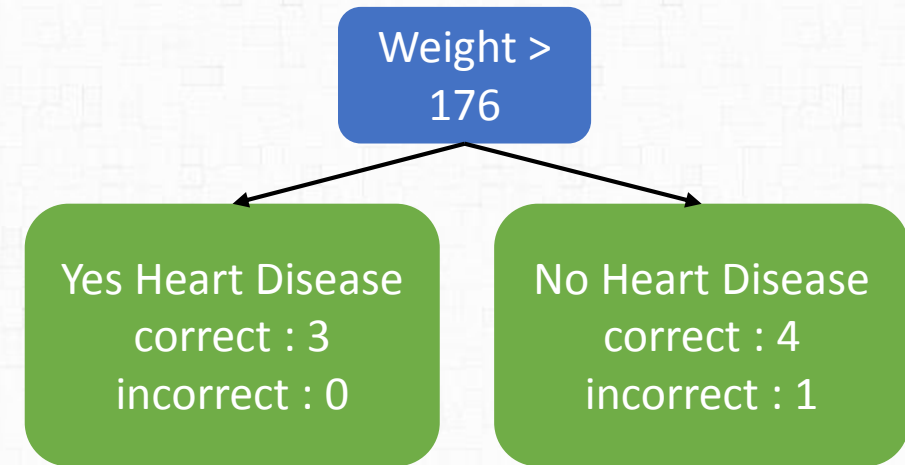 Weight >
176
Yes Heart Disease
correct : 3
incorrect : 0
No Heart Disease
correct : 4
incorrect : 1